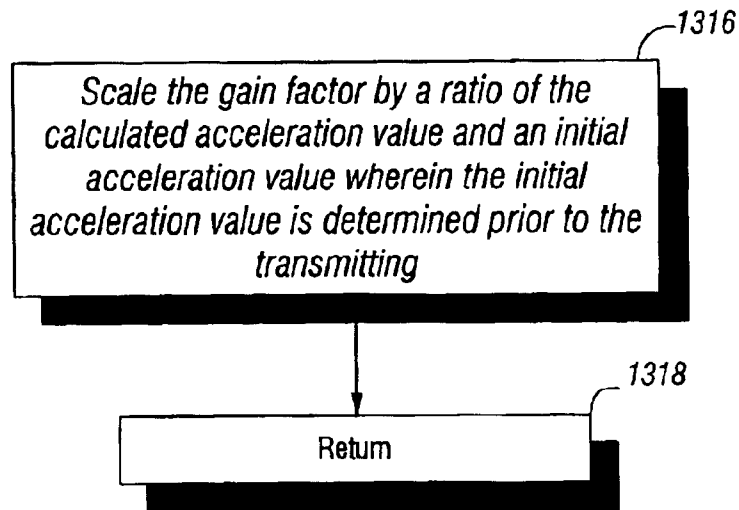 1316
Scale the gain factor by a ratio of the
calculated acceleration value and an initial
acceleration value wherein the initial
acceleration value is determined prior to the
transmitting
1318
Return